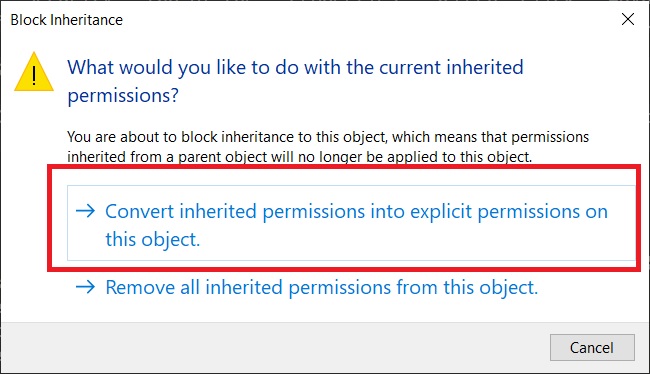 Block Inheritance
What would you like to do with the current inherited
permissions?
You are about to block inheritance to this object, which means that permissions
inherited from a parent object will no longer be applied to this object.
Convert inherited permissions into explicit permissions on
this object.
Remove all inherited permissions from this object.
Cancel